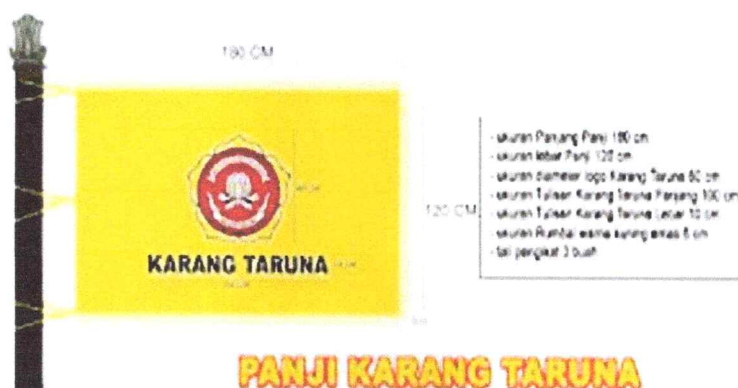 180 CM
- ukuran Panjang Panji 180 cm
- ukuran lebar Panji 120 cm
- ukuran diameter logo Karang Taruna 60 cm
- ukuran Tulisan Karang Taruna Panjang 100 cm
- ukuran Tulisan Karang Taruna Lebar 10 cm
- ukuran Rumbai warna kuning emas 6 cm
- tali pengikat 3 buah
120 CM
KARANG TARUNA
PANJI KARANG TARUNA